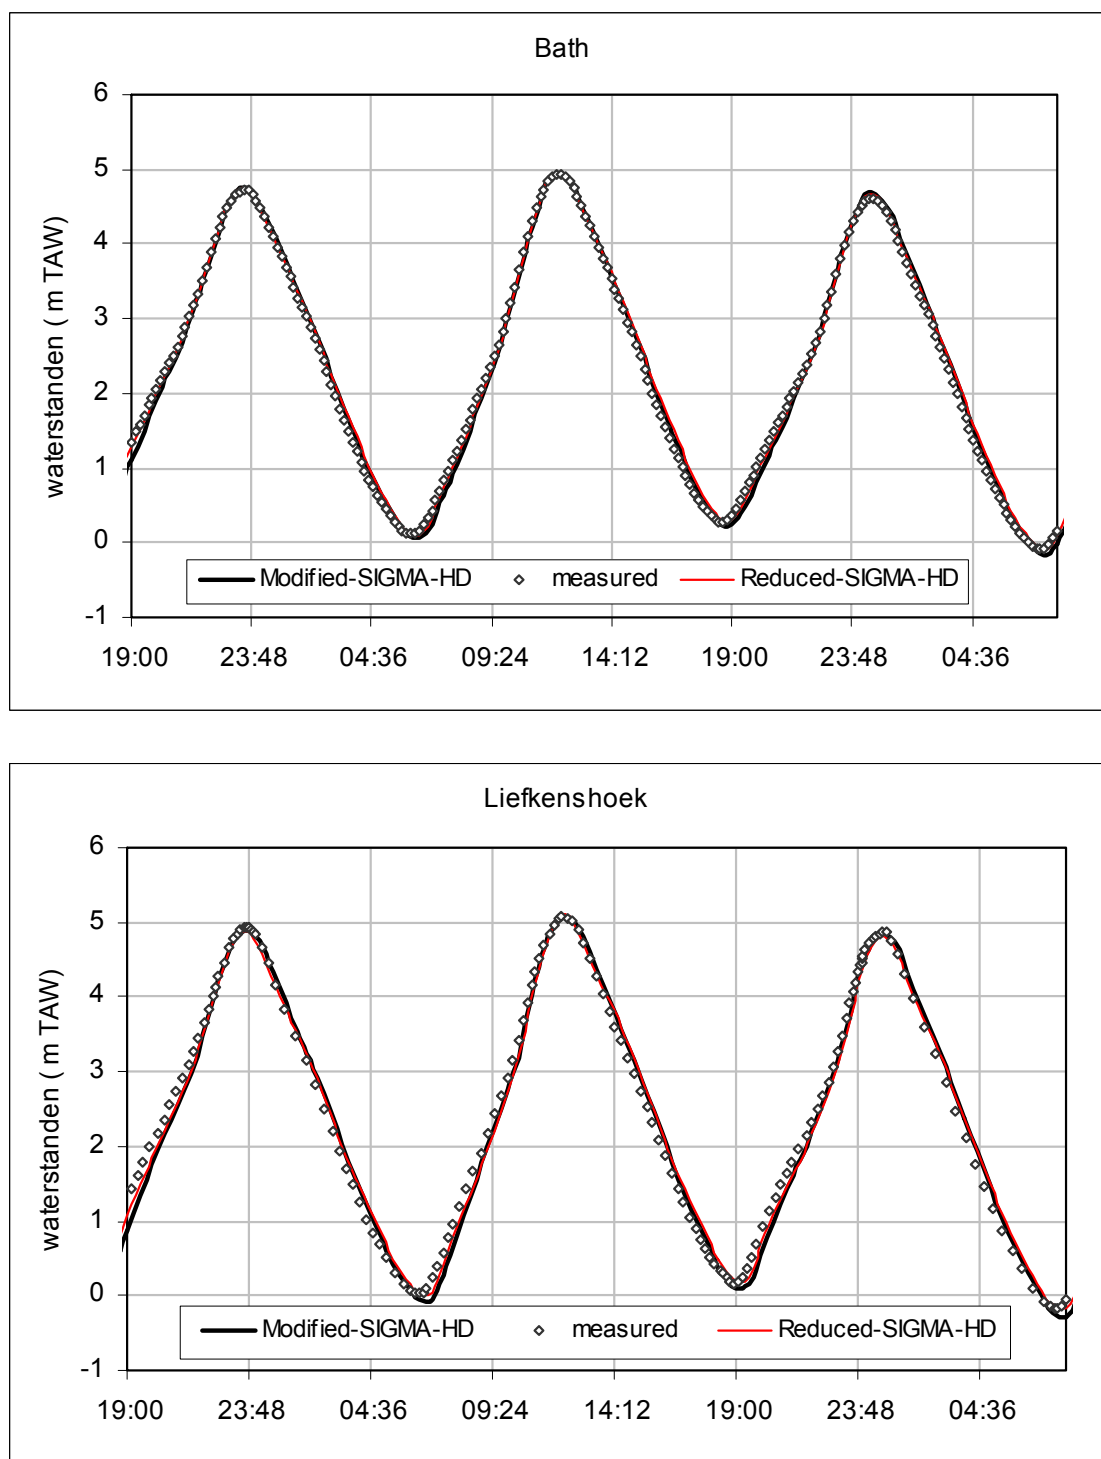 Bath
6
5
4
3
2
1
0
-1
waterstanden ( m TAW)
Modified-SIGMA-HD measured Reduced-SIGMA-HD
19:00 23:48 04:36 09:24 14:12 19:00 23:48 04:36
Liefkenshoek
6
5
4
3
2
1
0
-1
waterstanden ( m TAW)
Modified-SIGMA-HD measured Reduced-SIGMA-HD
19:00 23:48 04:36 09:24 14:12 19:00 23:48 04:36